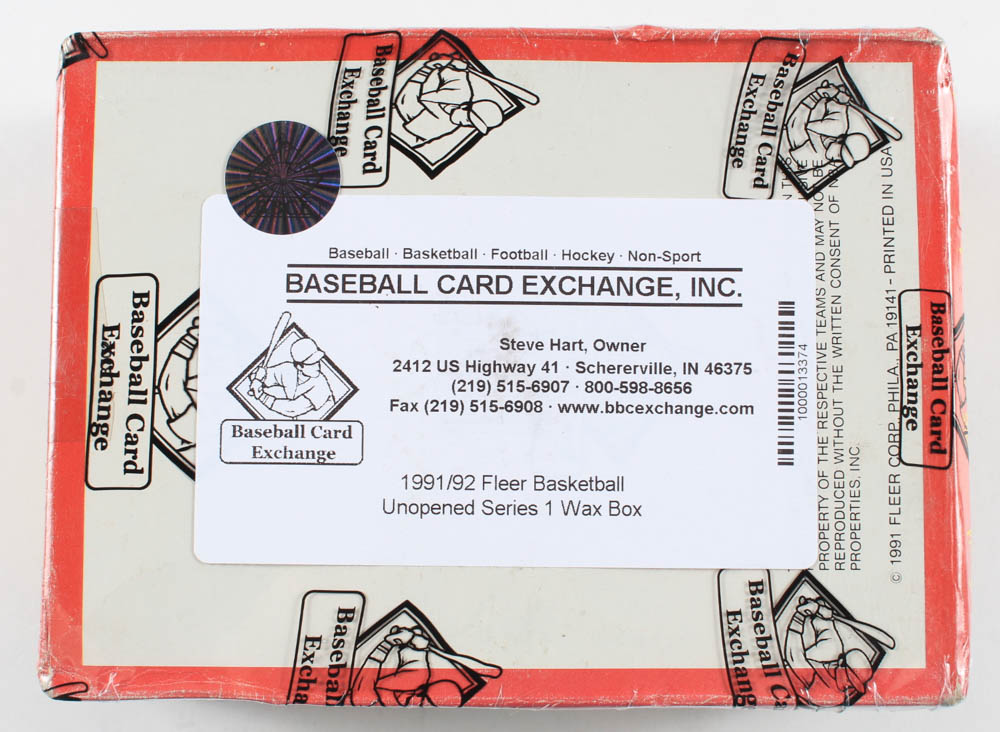 Baseball Card
Exchange
Baseball Card
Exchange
Baseball · Basketball · Football · Hockey · Non-Sport
BASEBALL CARD EXCHANGE, INC.
Steve Hart, Owner
2412 US Highway 41 · Schererville, IN 46375
(219) 515-6907 · 800-598-8656
Fax (219) 515-6908 · www.bbcexchange.com
Baseball Card
Exchange
1991/92 Fleer Basketball
Unopened Series 1 Wax Box
1000013374
Baseball Card
Exchange
PROPERTY OF THE RESPECTIVE TEAMS AND MAY NOT BE
REPRODUCED WITHOUT THE WRITTEN CONSENT OF NBA
PROPERTIES, INC.
© 1991 FLEER CORP., PHILA., PA 19141 - PRINTED IN USA
Baseball Card
Exchange
Baseball
Exchang
Baseball Ca
Exchang